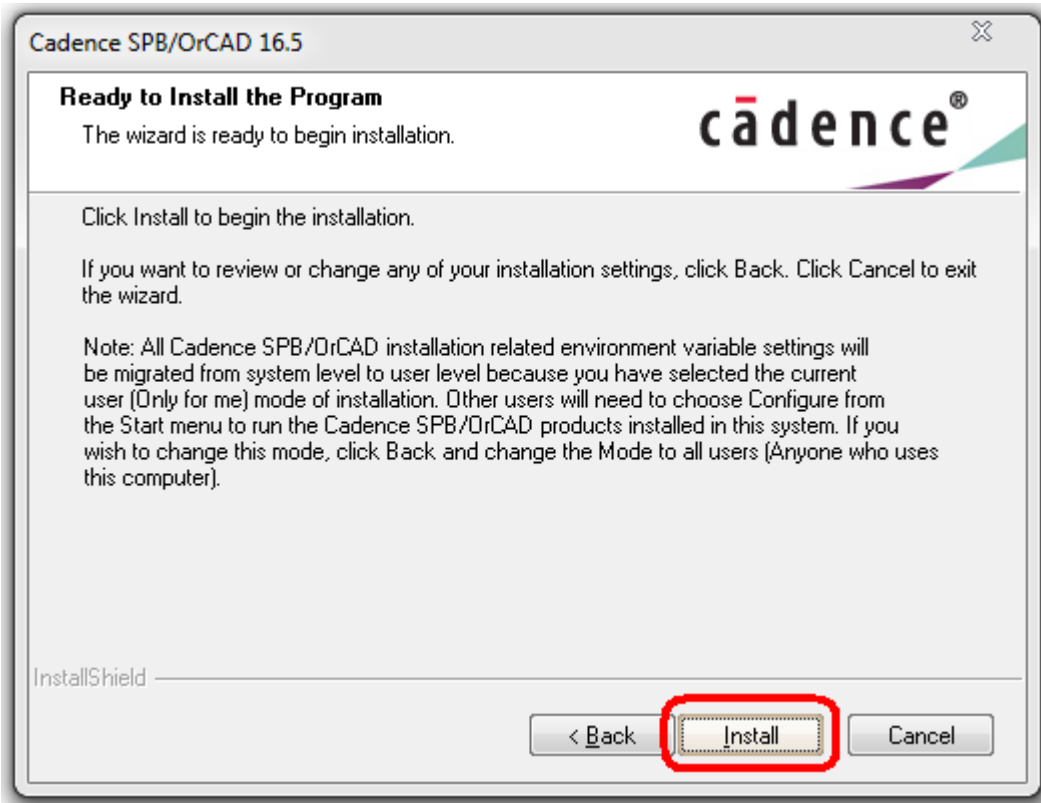 Cadence SPB/OrCAD 16.5
Ready to Install the Program
The wizard is ready to begin installation.
cādence®
Click Install to begin the installation.
If you want to review or change any of your installation settings, click Back. Click Cancel to exit
the wizard.
Note: All Cadence SPB/OrCAD installation related environment variable settings will
be migrated from system level to user level because you have selected the current
user (Only for me) mode of installation. Other users will need to choose Configure from
the Start menu to run the Cadence SPB/OrCAD products installed in this system. If you
wish to change this mode, click Back and change the Mode to all users (Anyone who uses
this computer).
InstallShield
< Back
Install
Cancel